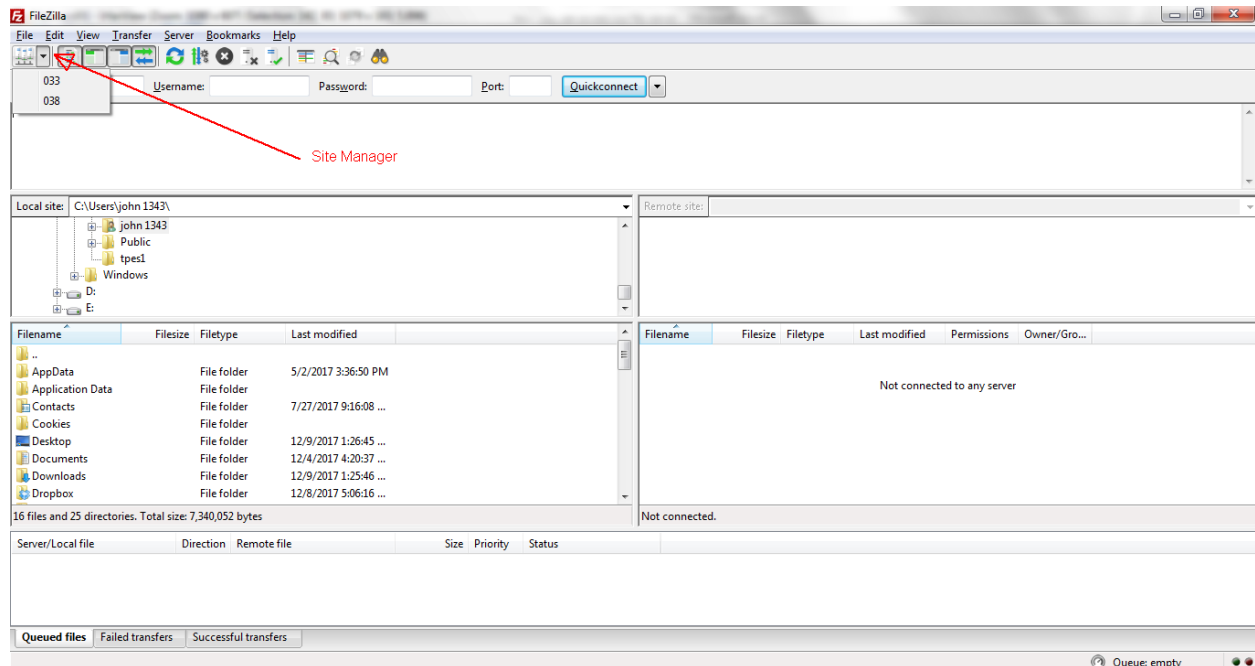 FileZilla
File Edit View Transfer Server Bookmarks Help
033
038
Username: Password: Port: Quickconnect
Site Manager
Local site: C:\Users\john 1343\
Remote site:
john 1343
Public
tpes1
Windows
D:
E:
Filename Filesize Filetype Last modified
..
AppData File folder 5/2/2017 3:36:50 PM
Application Data File folder
Contacts File folder 7/27/2017 9:16:08 ...
Cookies File folder
Desktop File folder 12/9/2017 1:26:45 ...
Documents File folder 12/4/2017 4:20:37 ...
Downloads File folder 12/9/2017 1:25:46 ...
Dropbox File folder 12/8/2017 5:06:16 ...
16 files and 25 directories. Total size: 7,340,052 bytes
Filename Filesize Filetype Last modified Permissions Owner/Gro...
Not connected to any server
Not connected.
Server/Local file Direction Remote file Size Priority Status
Queued files Failed transfers Successful transfers
Queue: empty